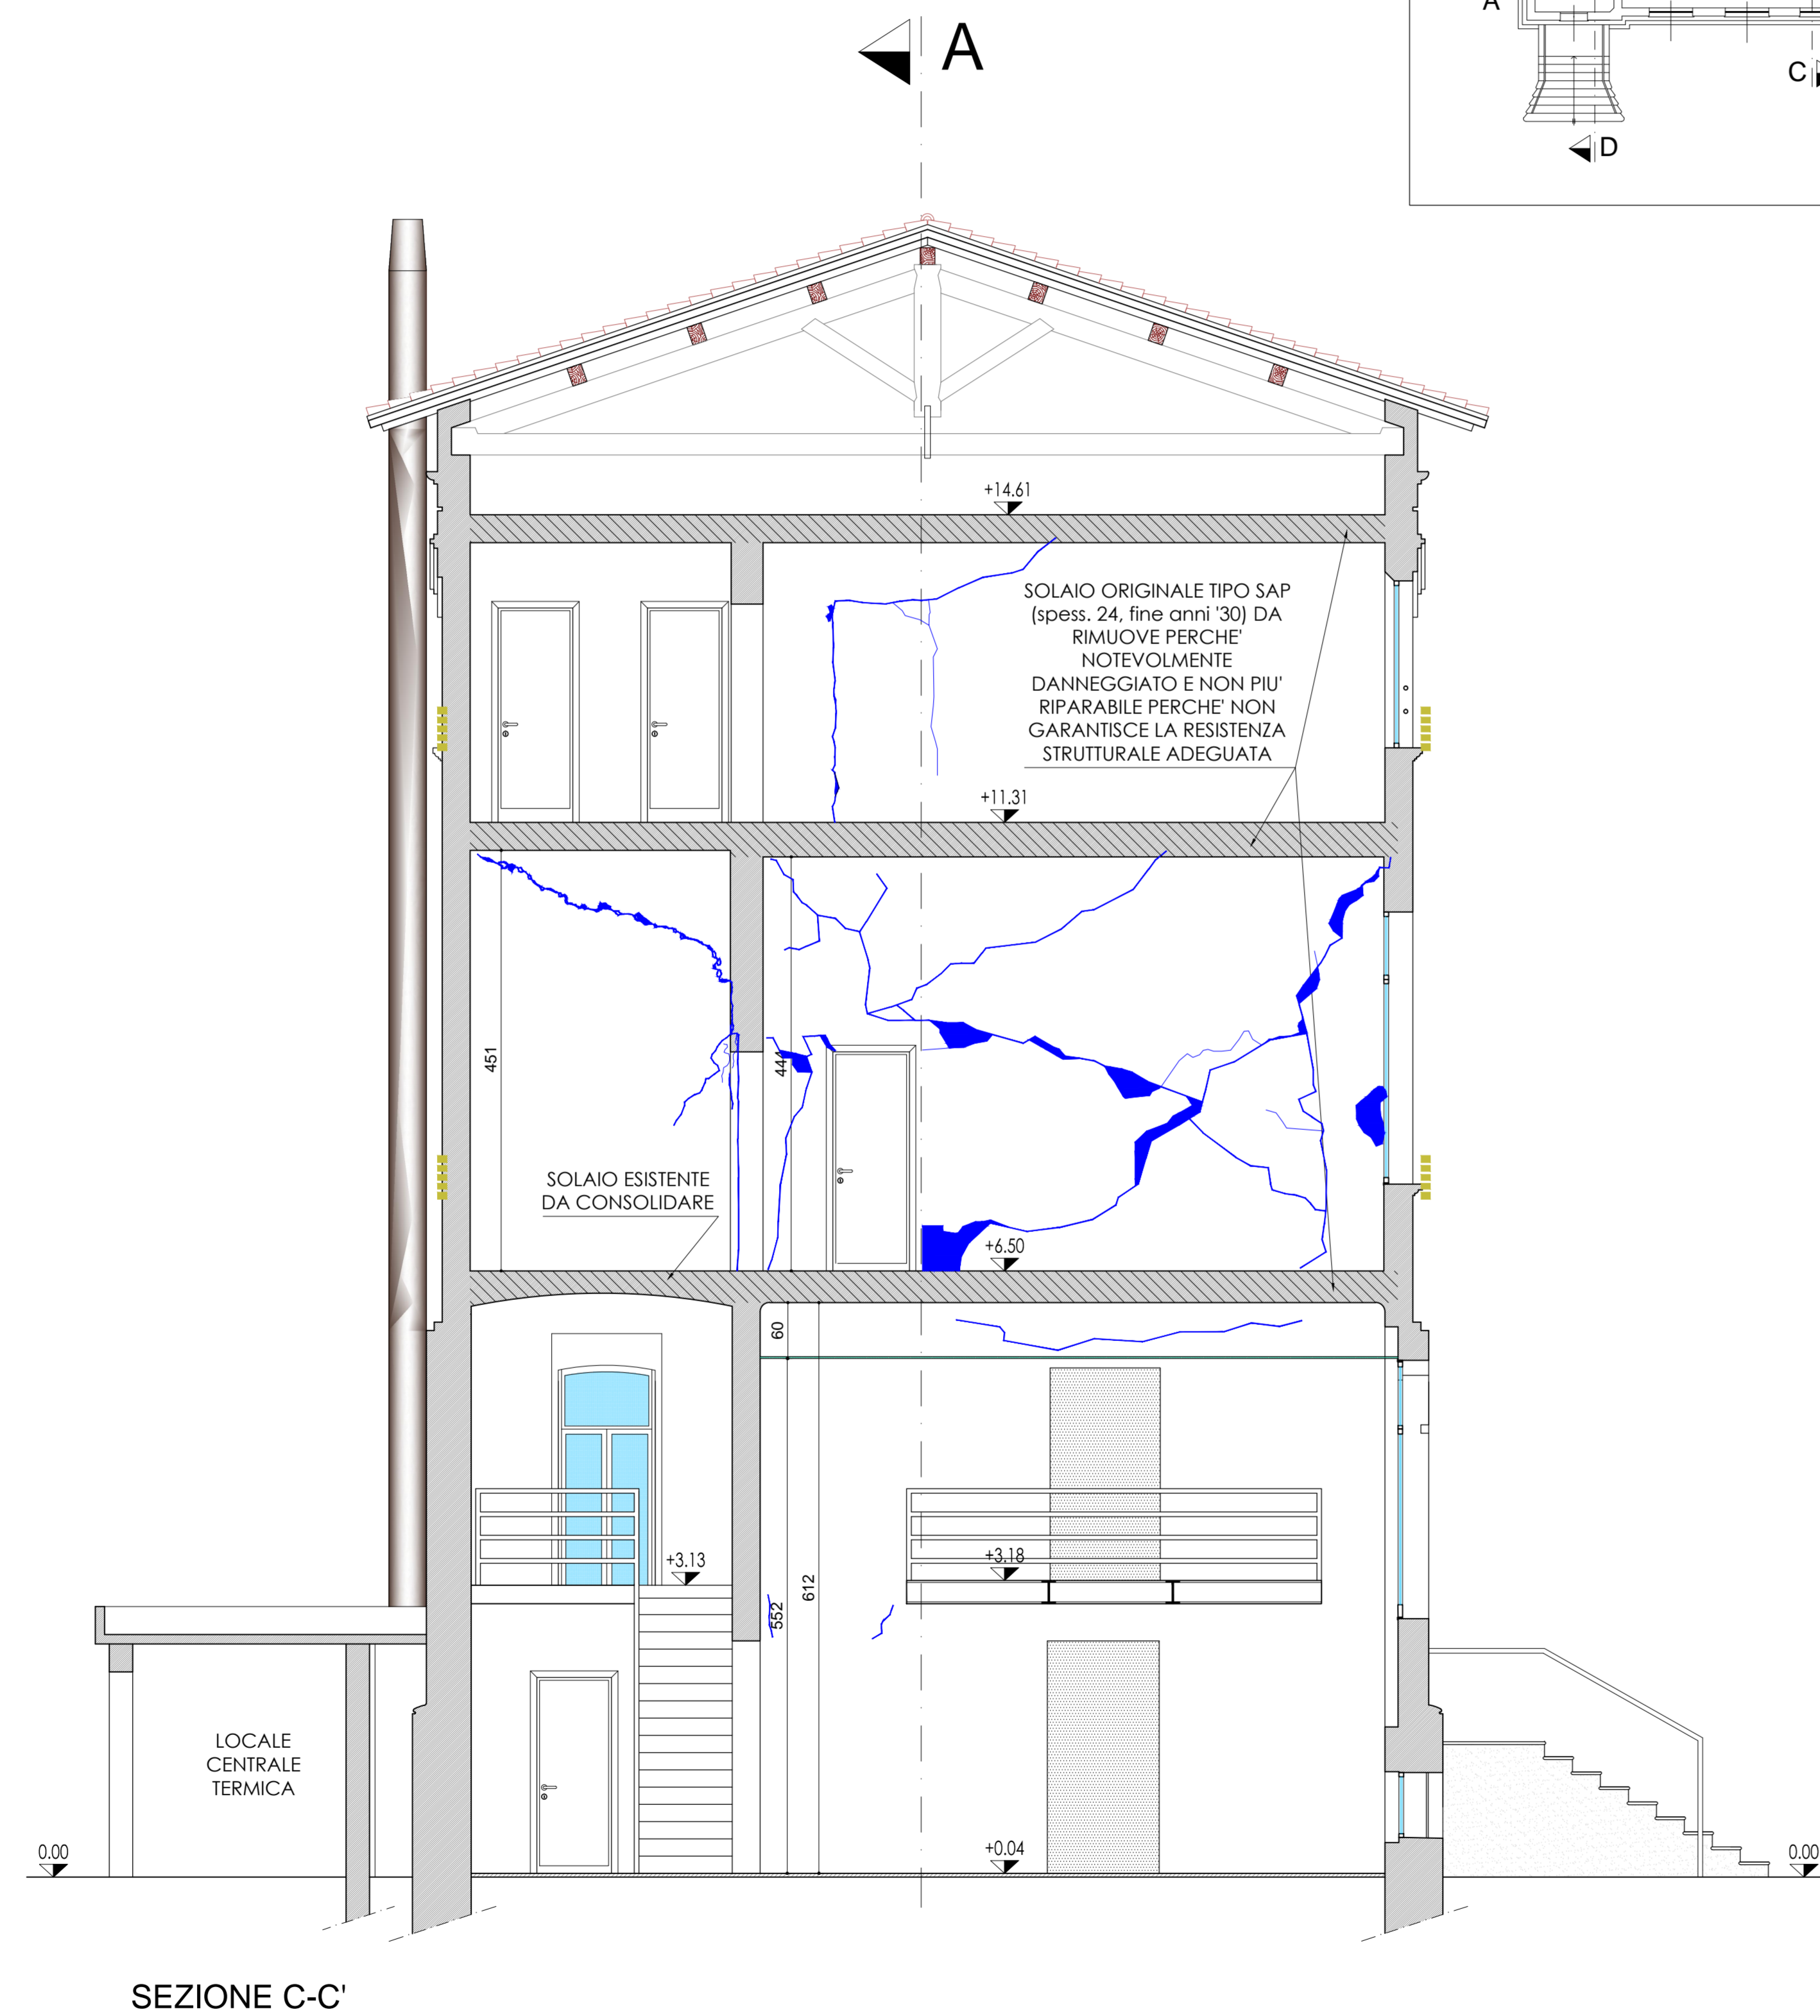 A
A
C
D
+14.61
SOLAIO ORIGINALE TIPO SAP
(spess. 24, fine anni '30) DA
RIMUOVE PERCHE'
NOTEVOLMENTE
DANNEGGIATO E NON PIU'
RIPARABILE PERCHE' NON
GARANTISCE LA RESISTENZA
STRUTTURALE ADEGUATA
+11.31
451
444
SOLAIO ESISTENTE
DA CONSOLIDARE
+6.50
60
+3.13
+3.18
552
612
LOCALE
CENTRALE
TERMICA
+0.04
0.00
0.00
SEZIONE C-C'